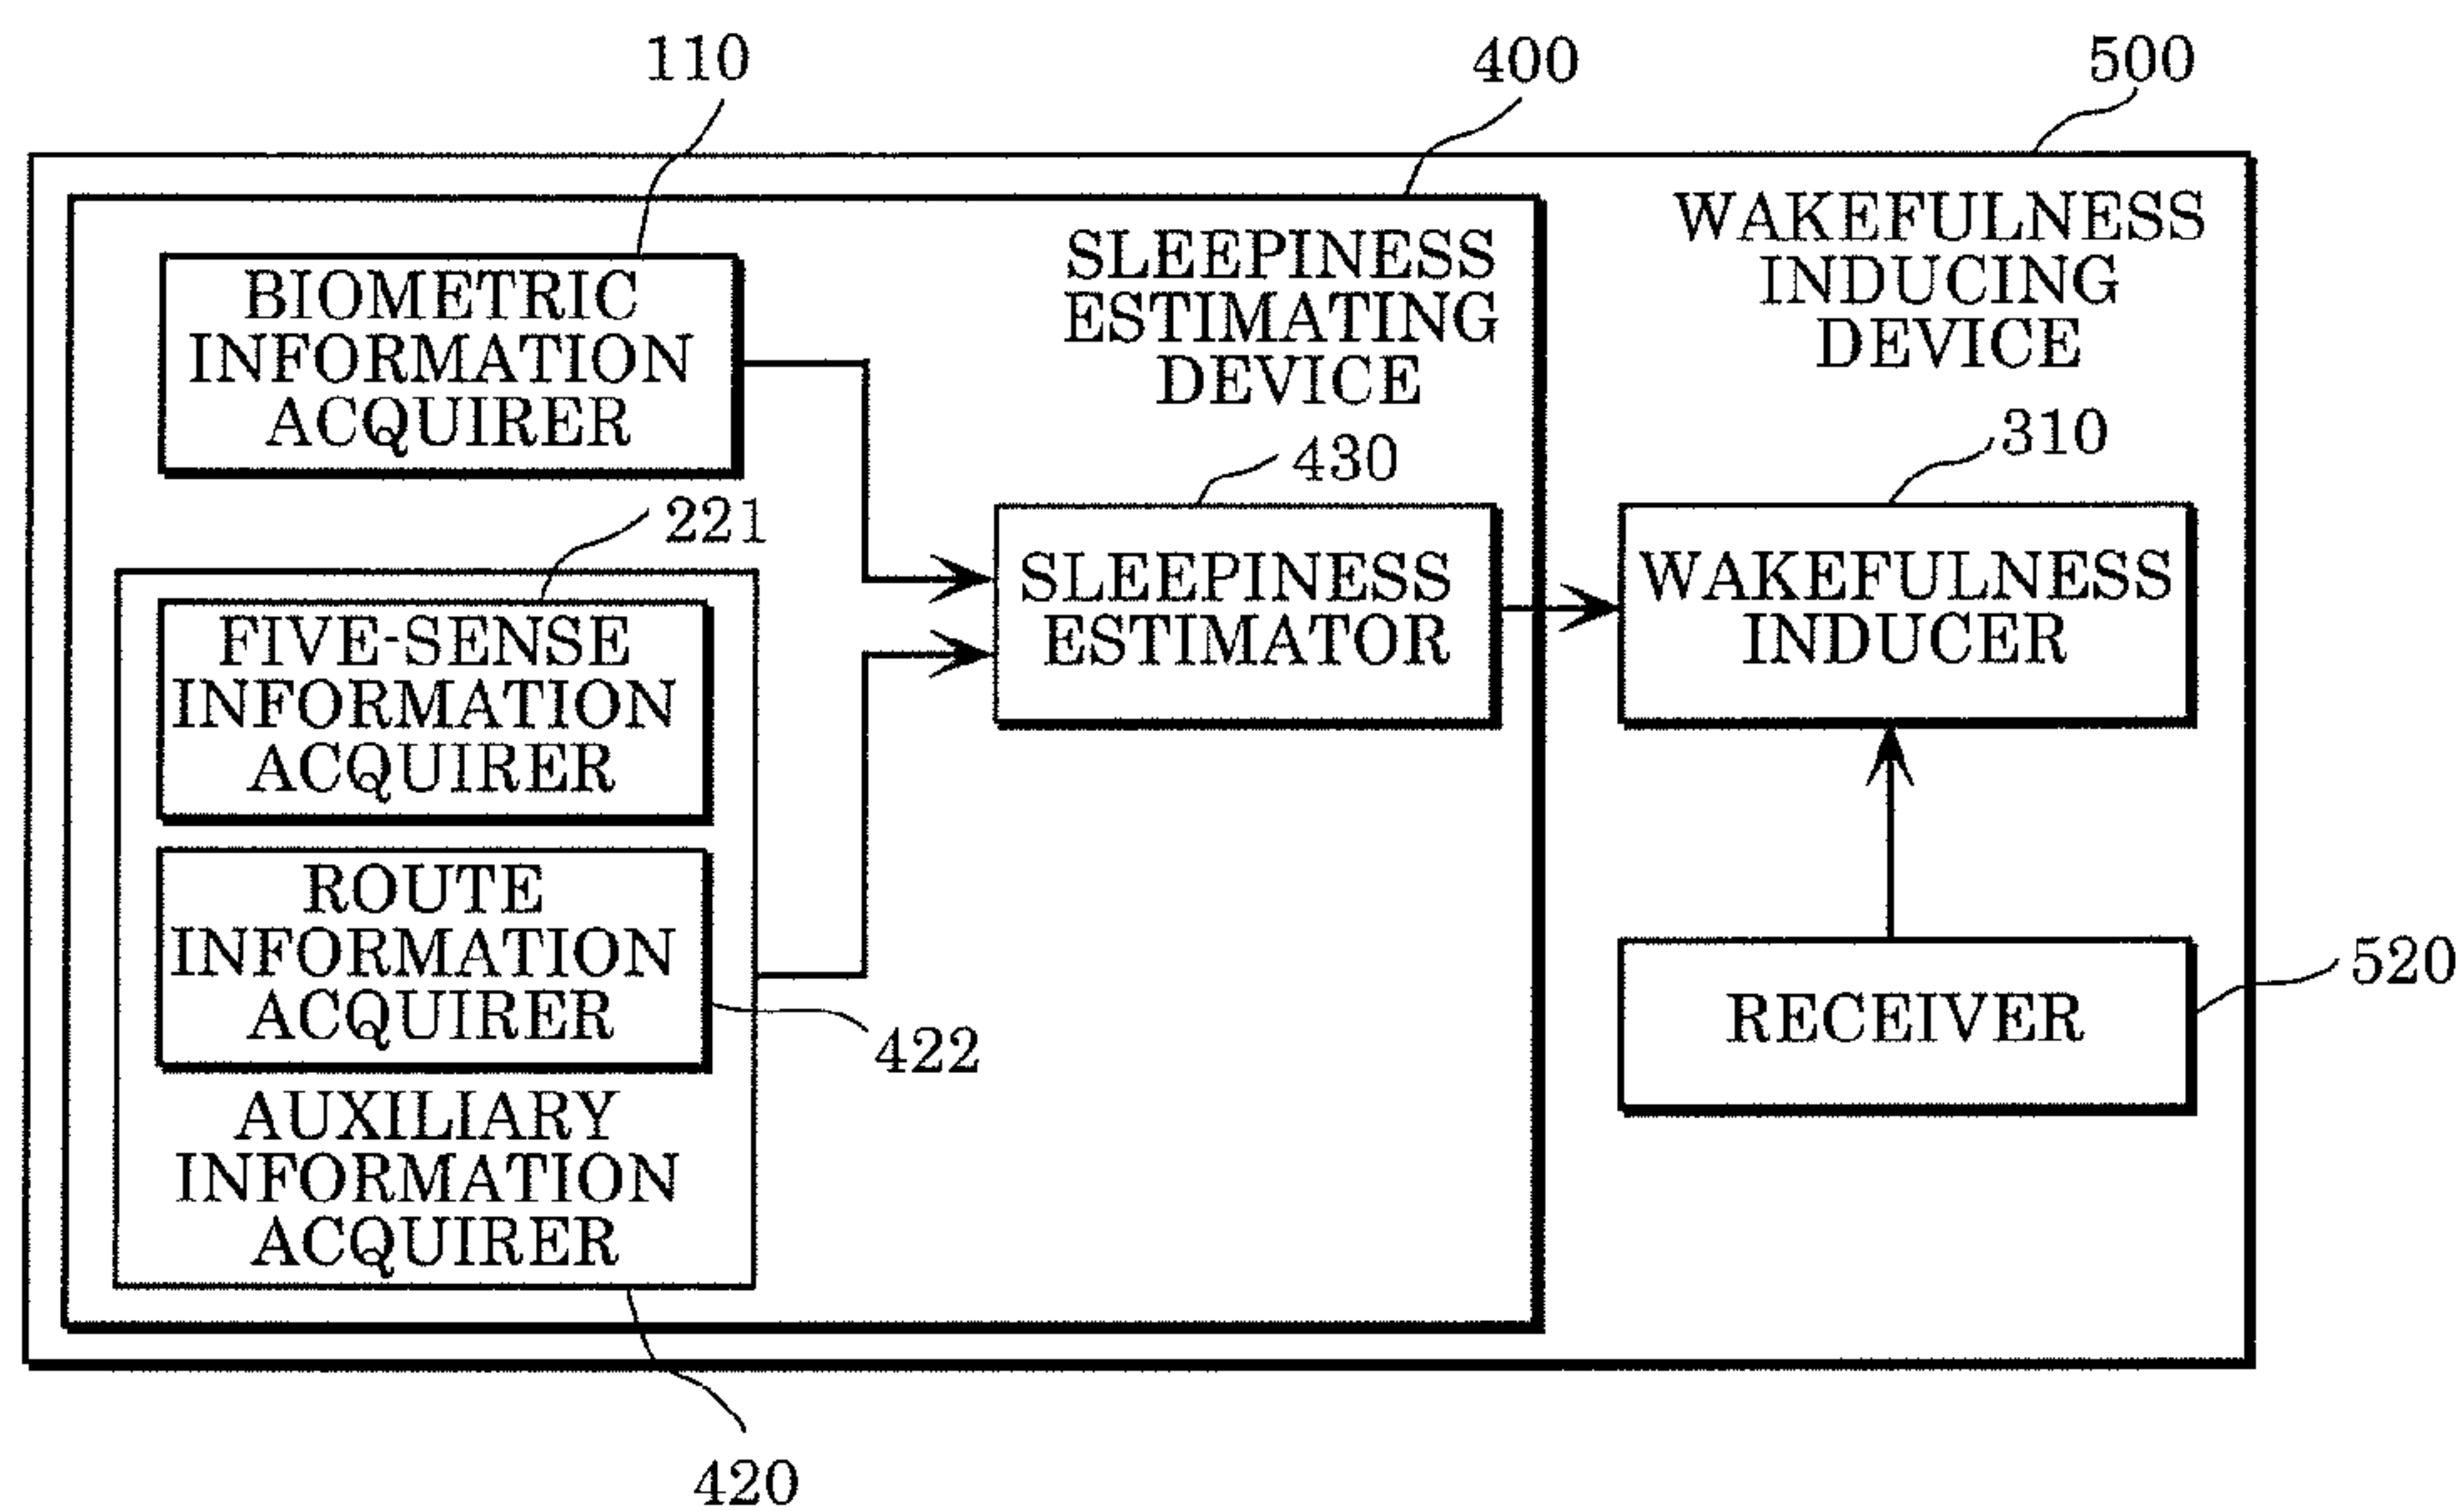 110
400
500
WAKEFULNESS
INDUCING
DEVICE
SLEEPINESS
ESTIMATING
DEVICE
BIOMETRIC
INFORMATION
ACQUIRER
430
310
221
SLEEPINESS
ESTIMATOR
WAKEFULNESS
INDUCER
FIVE-SENSE
INFORMATION
ACQUIRER
ROUTE
INFORMATION
ACQUIRER
422
RECEIVER
520
AUXILIARY
INFORMATION
ACQUIRER
420